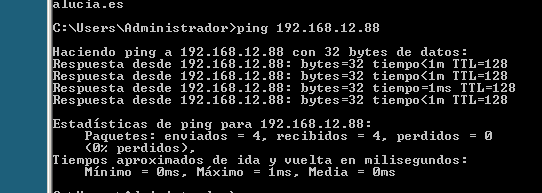 alucia.es
C:\Users\Administrador>ping 192.168.12.88
Haciendo ping a 192.168.12.88 con 32 bytes de datos:
Respuesta desde 192.168.12.88: bytes=32 tiempo<1m TTL=128
Respuesta desde 192.168.12.88: bytes=32 tiempo<1m TTL=128
Respuesta desde 192.168.12.88: bytes=32 tiempo=1ms TTL=128
Respuesta desde 192.168.12.88: bytes=32 tiempo<1m TTL=128
Estadísticas de ping para 192.168.12.88:
Paquetes: enviados = 4, recibidos = 4, perdidos = 0
(0% perdidos),
Tiempos aproximados de ida y vuelta en milisegundos:
Mínimo = 0ms, Máximo = 1ms, Media = 0ms